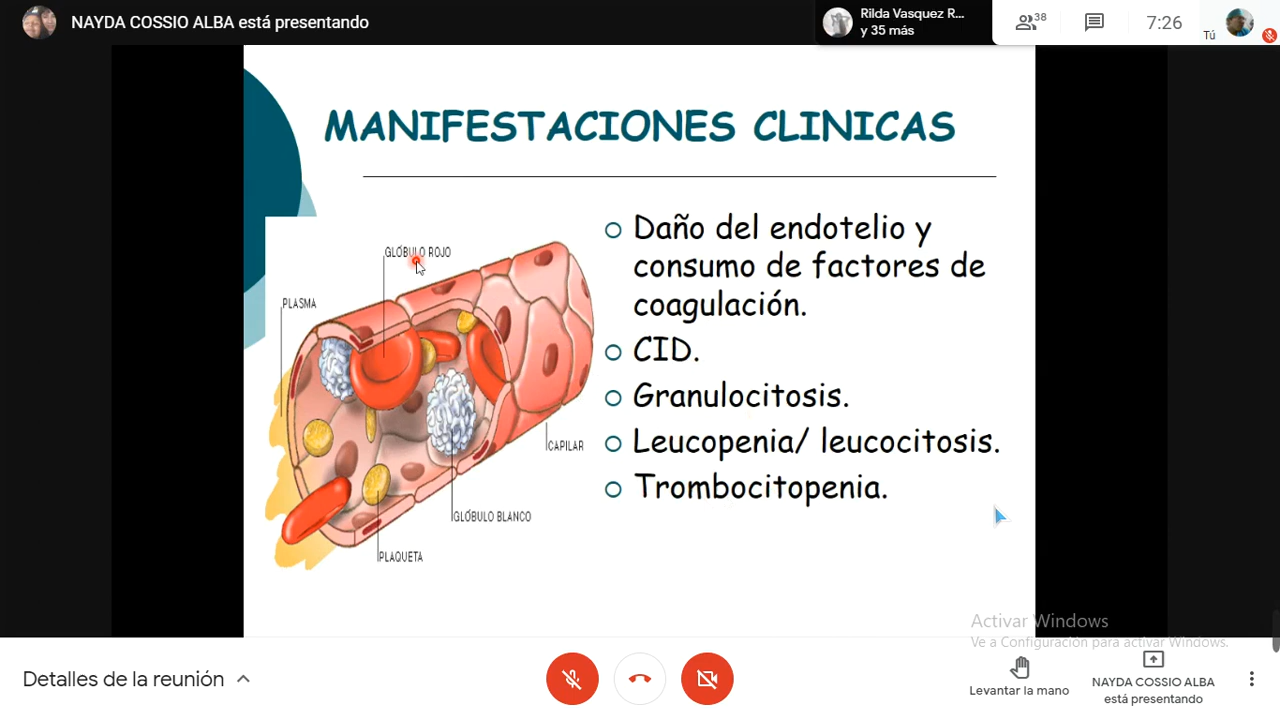 NAYDA COSSIO ALBA está presentando
Rilda Vasquez R...
y 35 más
38
7:26
Tú
MANIFESTACIONES CLINICAS
GLÓBULO ROJO
PLASMA
CAPILAR
GLÓBULO BLANCO
PLAQUETA
Daño del endotelio y
consumo de factores de
coagulación.
CID.
Granulocitosis.
Leucopenia/ leucocitosis.
Trombocitopenia.
Activar Windows
Ve a Configuración para activar Windows.
Detalles de la reunión
Levantar la mano
NAYDA COSSIO ALBA
está presentando